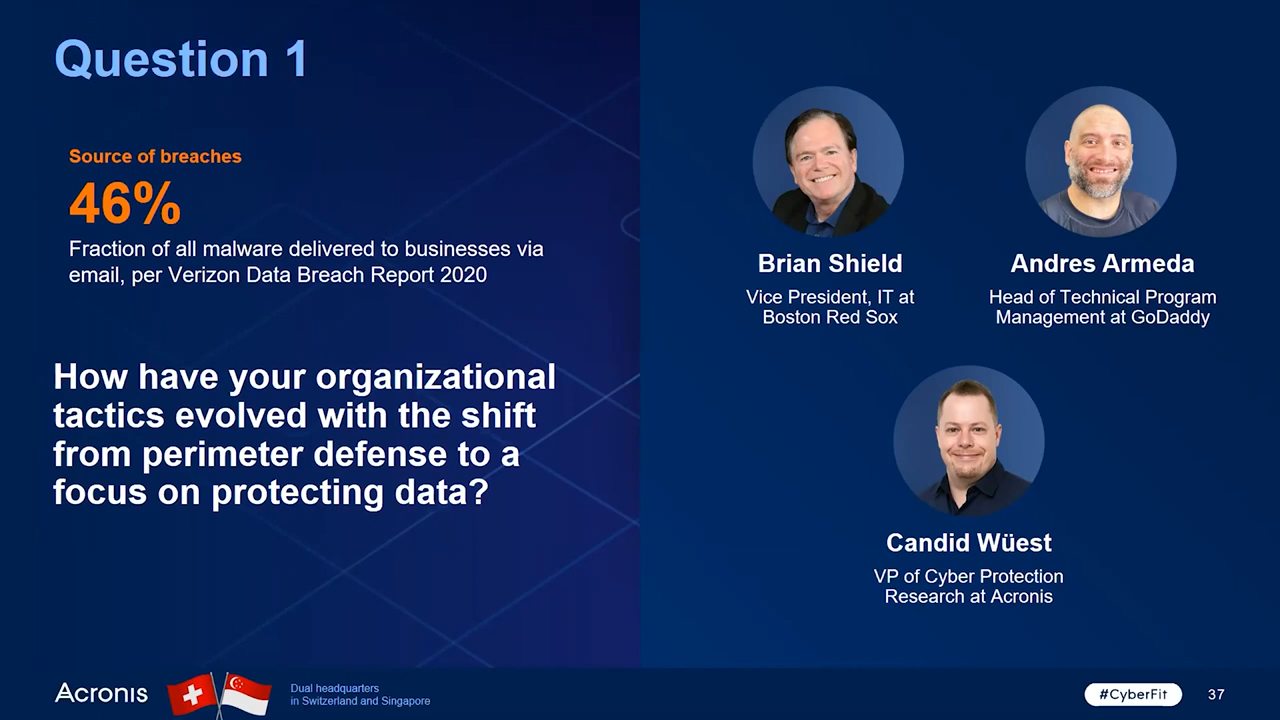 Question 1
Source of breaches
46%
Fraction of all malware delivered to businesses via
email, per Verizon Data Breach Report 2020
How have your organizational
tactics evolved with the shift
from perimeter defense to a
focus on protecting data?
Brian Shield
Vice President, IT at
Boston Red Sox
Andres Armeda
Head of Technical Program
Management at GoDaddy
Candid Wüest
VP of Cyber Protection
Research at Acronis
Acronis
Dual headquarters
in Switzerland and Singapore
#CyberFit
37